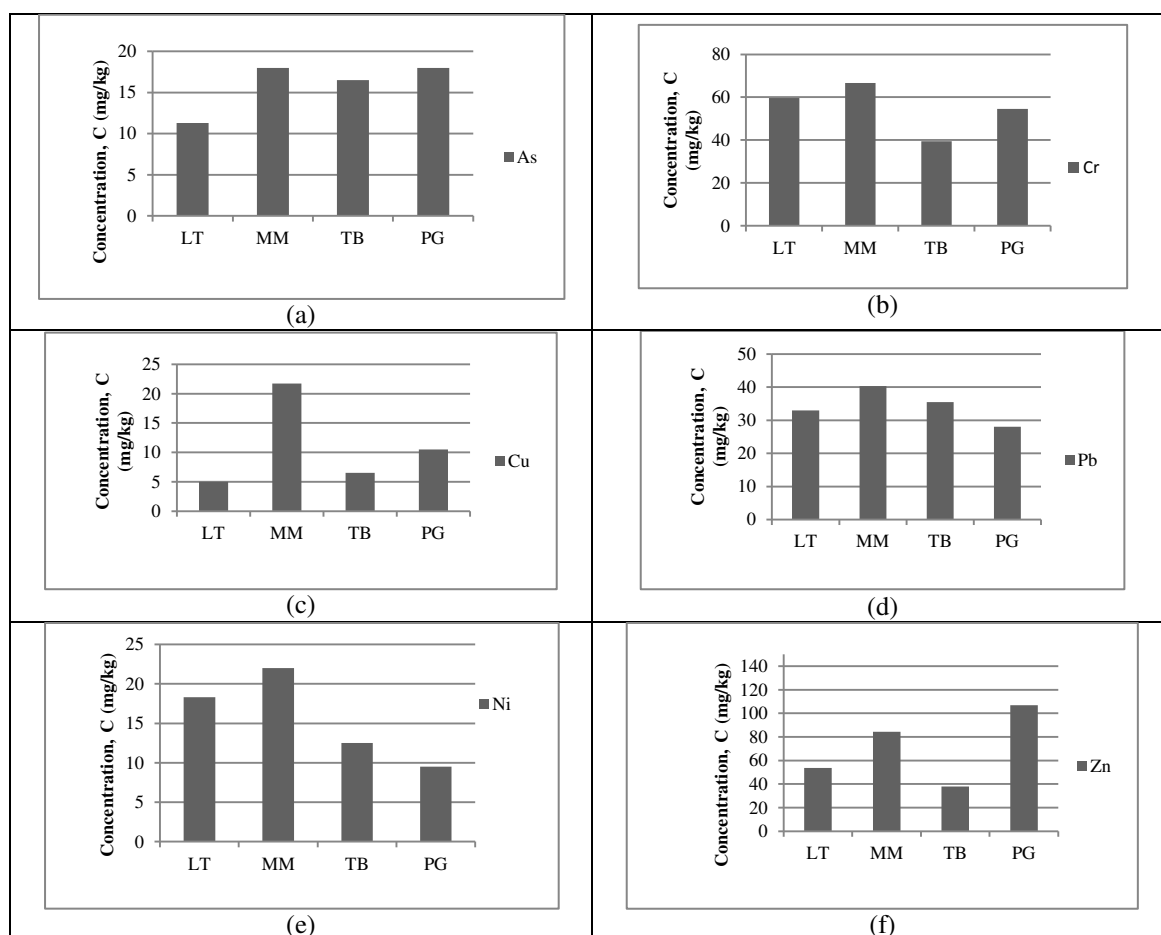 Concentration, C (mg/kg)
20
15
10
5
0
LT MM TB PG
As
(a)
Concentration, C
(mg/kg)
80
60
40
20
0
LT MM TB PG
Cr
(b)
Concentration, C
(mg/kg)
25
20
15
10
5
0
LT MM TB PG
Cu
(c)
Concentration, C
(mg/kg)
50
40
30
20
10
0
LT MM TB PG
Pb
(d)
Concentration, C (mg/kg)
25
20
15
10
5
0
LT MM TB PG
Ni
(e)
Concentration, C (mg/kg)
140
120
100
80
60
40
20
0
LT MM TB PG
Zn
(f)